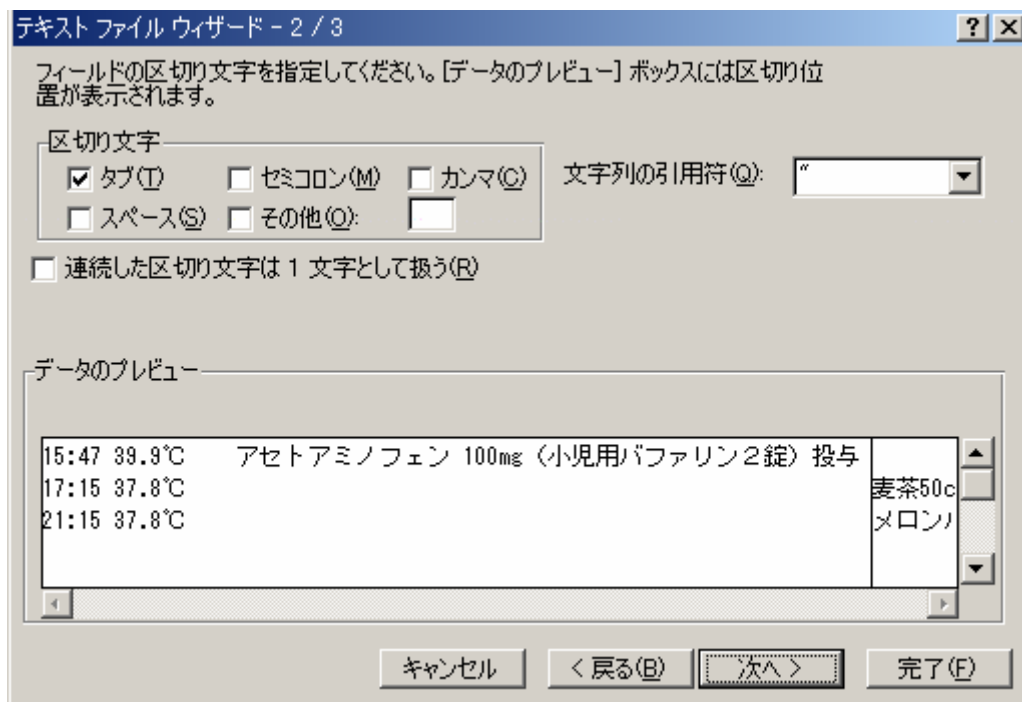 テキスト ファイル ウィザード - 2 / 3
フィールドの区切り文字を指定してください。[データのプレビュー] ボックスには区切り位
置が表示されます。
区切り文字
タブ(T) セミコロン(M) カンマ(C) 文字列の引用符(Q): "
スペース(S) その他(O):
連続した区切り文字は 1 文字として扱う(R)
データのプレビュー
15:47 39.9℃ アセトアミノフェン 100mg（小児用バファリン２錠）投与
17:15 37.8℃ 麦茶50c
21:15 37.8℃ メロンパ
キャンセル < 戻る(B) 次へ > 完了(F)